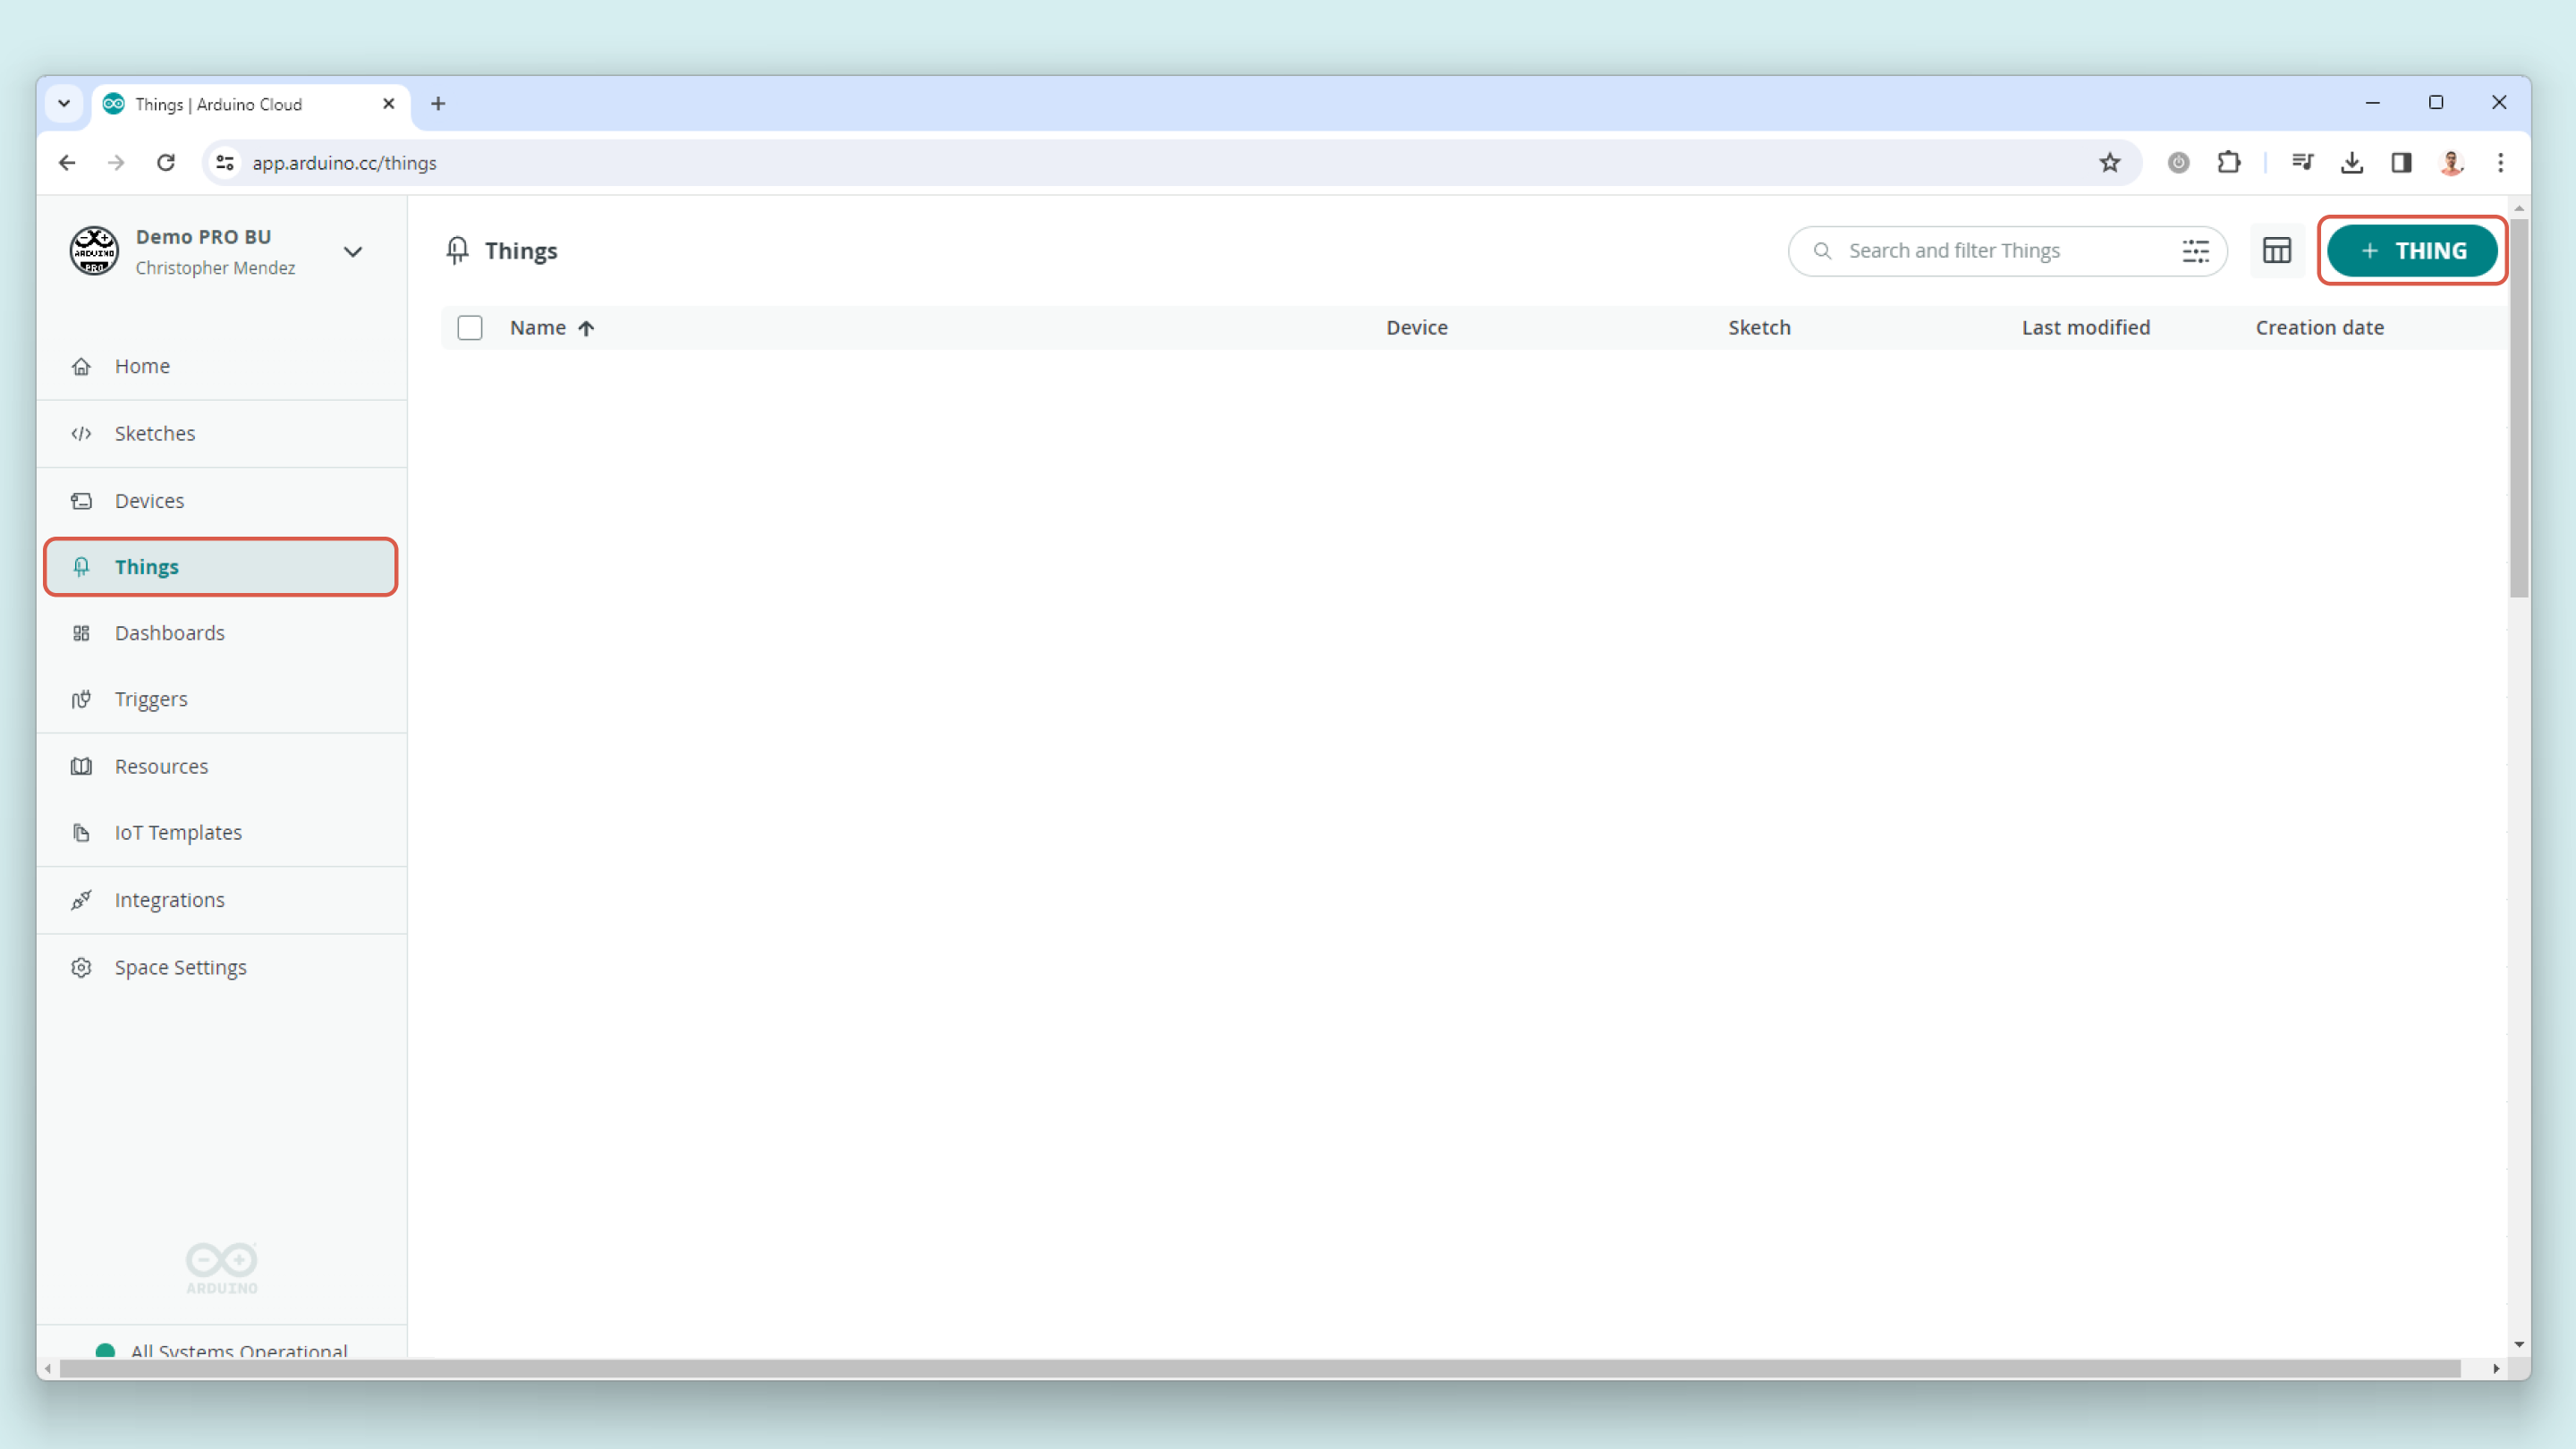 Things | Arduino Cloud
app.arduino.cc/things
ARDUINO
PRO
Demo PRO BU
Christopher Mendez
Home
Sketches
Devices
Things
Dashboards
Triggers
Resources
IoT Templates
Integrations
Space Settings
ARDUINO
All Systems Operational
Things
Search and filter Things
+ THING
Name
Device
Sketch
Last modified
Creation date